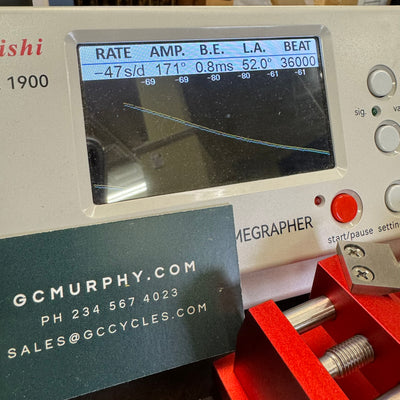 ishi
1900
RATE AMP. B.E. L.A. BEAT
-47s/d 171° 0.8ms 52.0° 36000
-69 -69 -80 -80 -61 -61
sig.
MEGRAPHER
start/pause
GCMURPHY.COM
PH 234 567 4023
SALES@GCCYCLES.COM